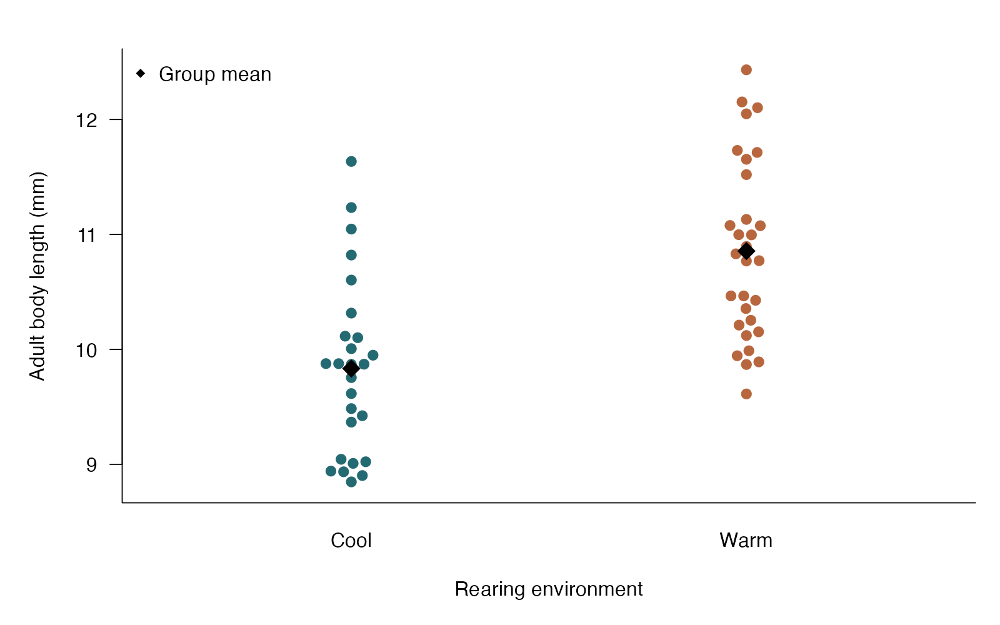 Group mean
12
11
10
9
Adult body length (mm)
Cool
Warm
Rearing environment